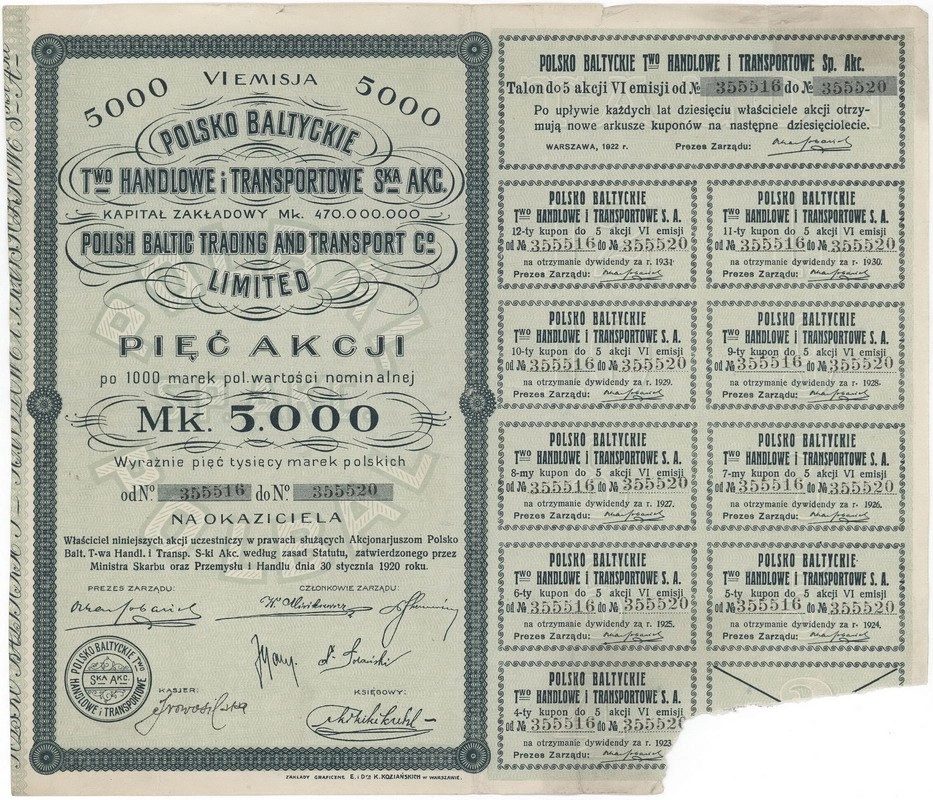 5000 VI EMISJA 5000
POLSKO BALTYCKIE
TWO HANDLOWE i TRANSPORTOWE SKA AKC.
KAPITAŁ ZAKŁADOWY Mk. 470.000.000
POLISH BALTIC TRADING AND TRANSPORT Co
LIMITED
PIĘĆ AKCJI
po 1000 marek pol. wartości nominalnej
Mk. 5.000
Wyraźnie pięć tysięcy marek polskich
od No. 355516 do No. 355520
NA OKAZICIELA
Właściciel niniejszych akcji uczestniczy w prawach służących Akcjonarjuszom Polsko
Balt. T-wa Handl. i Transp. S-ki Akc. według zasad Statutu, zatwierdzonego przez
Ministra Skarbu oraz Przemysłu i Handlu dnia 30 stycznia 1920 roku.
PREZES ZARZĄDU: CZŁONKOWIE ZARZĄDU:
POLSKO BALTYCKIE TWO
SKA AKC.
HANDLOWE i TRANSPORTOWE
KASJER: KSIĘGOWY:
ZAKŁADY GRAFICZNE E. i Dra K. KOZIAŃSKICH w WARSZAWIE.
POLSKO BALTYCKIE TWO HANDLOWE i TRANSPORTOWE Sp. Akc.
Talon do 5 akcji VI emisji od № 355516 do № 355520
Po upływie każdych lat dziesięciu właściciele akcji otrzy-
mują nowe arkusze kuponów na następne dziesięciolecie.
WARSZAWA, 1922 r. Prezes Zarządu:
POLSKO BALTYCKIE
TWO HANDLOWE i TRANSPORTOWE S. A.
12-ty kupon do 5 akcji VI emisji
od № 355516 do № 355520
na otrzymanie dywidendy za r. 1931
Prezes Zarządu:
POLSKO BALTYCKIE
TWO HANDLOWE i TRANSPORTOWE S. A.
11-ty kupon do 5 akcji VI emisji
od № 355516 do № 355520
na otrzymanie dywidendy za r. 1930.
Prezes Zarządu:
POLSKO BALTYCKIE
TWO HANDLOWE i TRANSPORTOWE S. A.
10-ty kupon do 5 akcji VI emisji
od № 355516 do № 355520
na otrzymanie dywidendy za r. 1929.
Prezes Zarządu:
POLSKO BALTYCKIE
TWO HANDLOWE i TRANSPORTOWE S. A.
9-ty kupon do 5 akcji VI emisji
od № 355516 do № 355520
na otrzymanie dywidendy za r. 1928.
Prezes Zarządu:
POLSKO BALTYCKIE
TWO HANDLOWE i TRANSPORTOWE S. A.
8-my kupon do 5 akcji VI emisji
od № 355516 do № 355520
na otrzymanie dywidendy za r. 1927.
Prezes Zarządu:
POLSKO BALTYCKIE
TWO HANDLOWE i TRANSPORTOWE S. A.
7-my kupon do 5 akcji VI emisji
od № 355516 do № 355520
na otrzymanie dywidendy za r. 1926.
Prezes Zarządu:
POLSKO BALTYCKIE
TWO HANDLOWE i TRANSPORTOWE S. A.
6-ty kupon do 5 akcji VI emisji
od № 355516 do № 355520
na otrzymanie dywidendy za r. 1925.
Prezes Zarządu:
POLSKO BALTYCKIE
TWO HANDLOWE i TRANSPORTOWE S. A.
5-ty kupon do 5 akcji VI emisji
od № 355516 do № 355520
na otrzymanie dywidendy za r. 1924.
Prezes Zarządu:
POLSKO BALTYCKIE
TWO HANDLOWE i TRANSPORTOWE S. A.
4-ty kupon do 5 akcji VI emisji
od № 355516 do № 355520
na otrzymanie dywidendy za r. 1923
Prezes Zarządu: